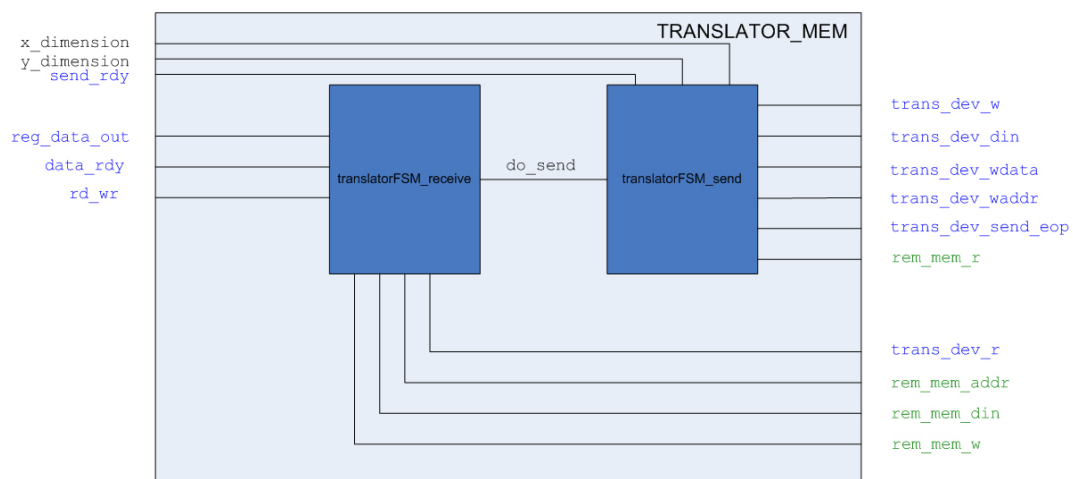 TRANSLATOR_MEM
x_dimension
y_dimension
send_rdy
reg_data_out
data_rdy
rd_wr
translatorFSM_receive
do_send
translatorFSM_send
trans_dev_w
trans_dev_din
trans_dev_wdata
trans_dev_waddr
trans_dev_send_eop
rem_mem_r
trans_dev_r
rem_mem_addr
rem_mem_din
rem_mem_w